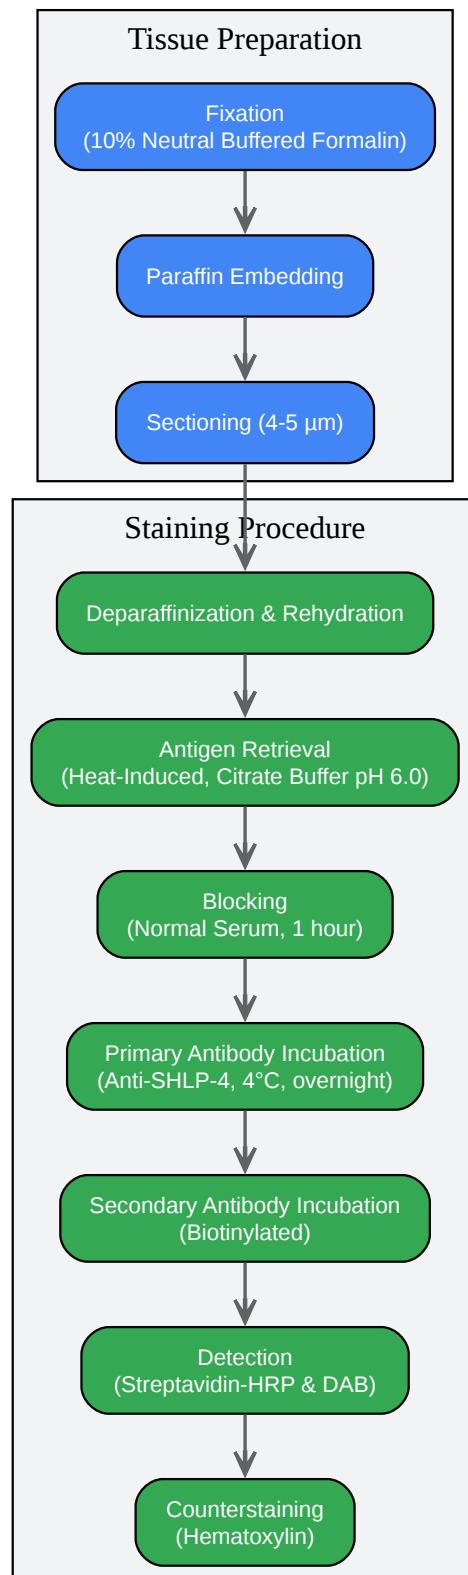 Tissue Preparation
Fixation
(10% Neutral Buffered Formalin)
Paraffin Embedding
Sectioning (4-5 µm)
Staining Procedure
Deparaffinization & Rehydration
Antigen Retrieval
(Heat-Induced, Citrate Buffer pH 6.0)
Blocking
(Normal Serum, 1 hour)
Primary Antibody Incubation
(Anti-SHLP-4, 4°C, overnight)
Secondary Antibody Incubation
(Biotinylated)
Detection
(Streptavidin-HRP & DAB)
Counterstaining
(Hematoxylin)